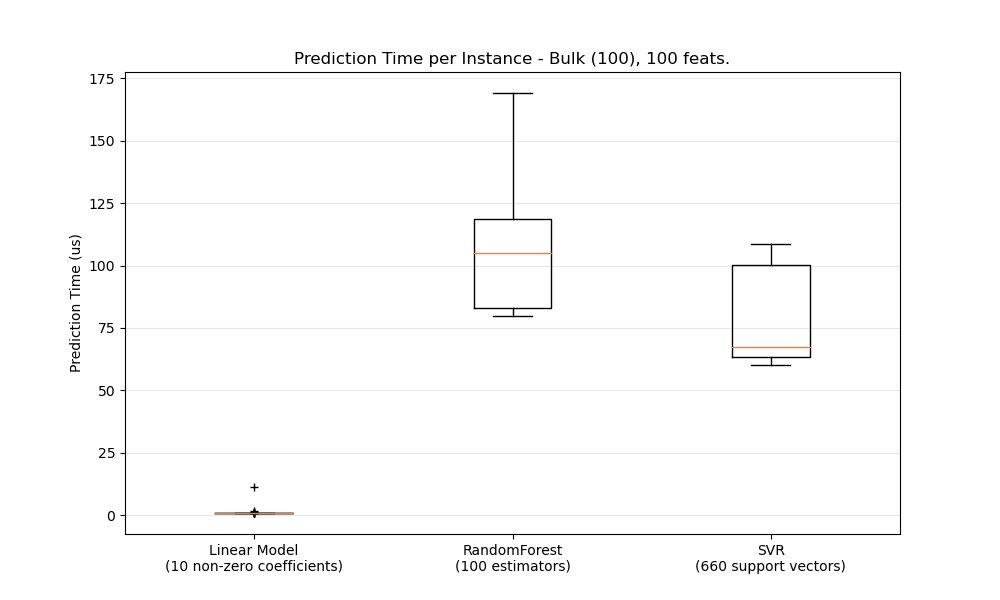 Prediction Time per Instance - Bulk (100), 100 feats.
175
150
125
100
75
50
25
0
Prediction Time (us)
Linear Model
(10 non-zero coefficients)
RandomForest
(100 estimators)
SVR
(660 support vectors)